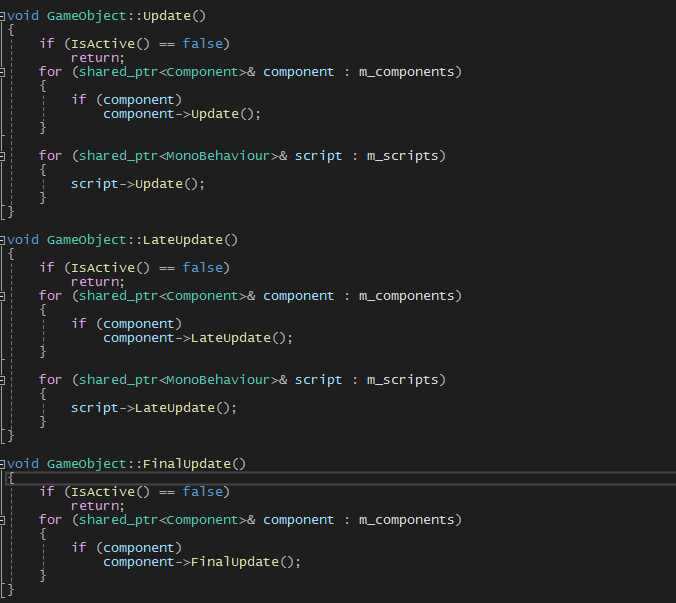 void GameObject::Update()
{
    if (IsActive() == false)
        return;
    for (shared_ptr<Component>& component : m_components)
    {
        if (component)
            component->Update();
    }

    for (shared_ptr<MonoBehaviour>& script : m_scripts)
    {
        script->Update();
    }
}

void GameObject::LateUpdate()
{
    if (IsActive() == false)
        return;
    for (shared_ptr<Component>& component : m_components)
    {
        if (component)
            component->LateUpdate();
    }

    for (shared_ptr<MonoBehaviour>& script : m_scripts)
    {
        script->LateUpdate();
    }
}

void GameObject::FinalUpdate()
{
    if (IsActive() == false)
        return;
    for (shared_ptr<Component>& component : m_components)
    {
        if (component)
            component->FinalUpdate();
    }
}